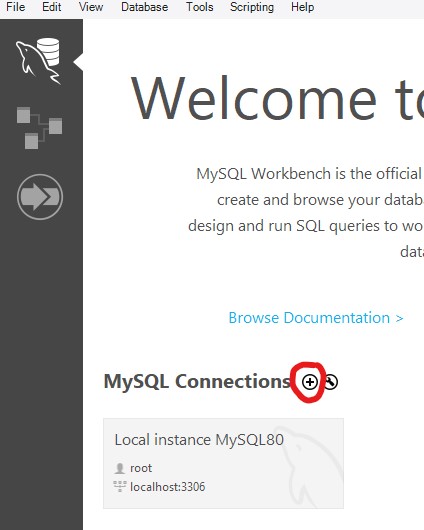 File Edit View Database Tools Scripting Help
Welcome to
MySQL Workbench is the official
create and browse your databa
design and run SQL queries to wo
data
Browse Documentation >
MySQL Connections
Local instance MySQL80
root
localhost:3306